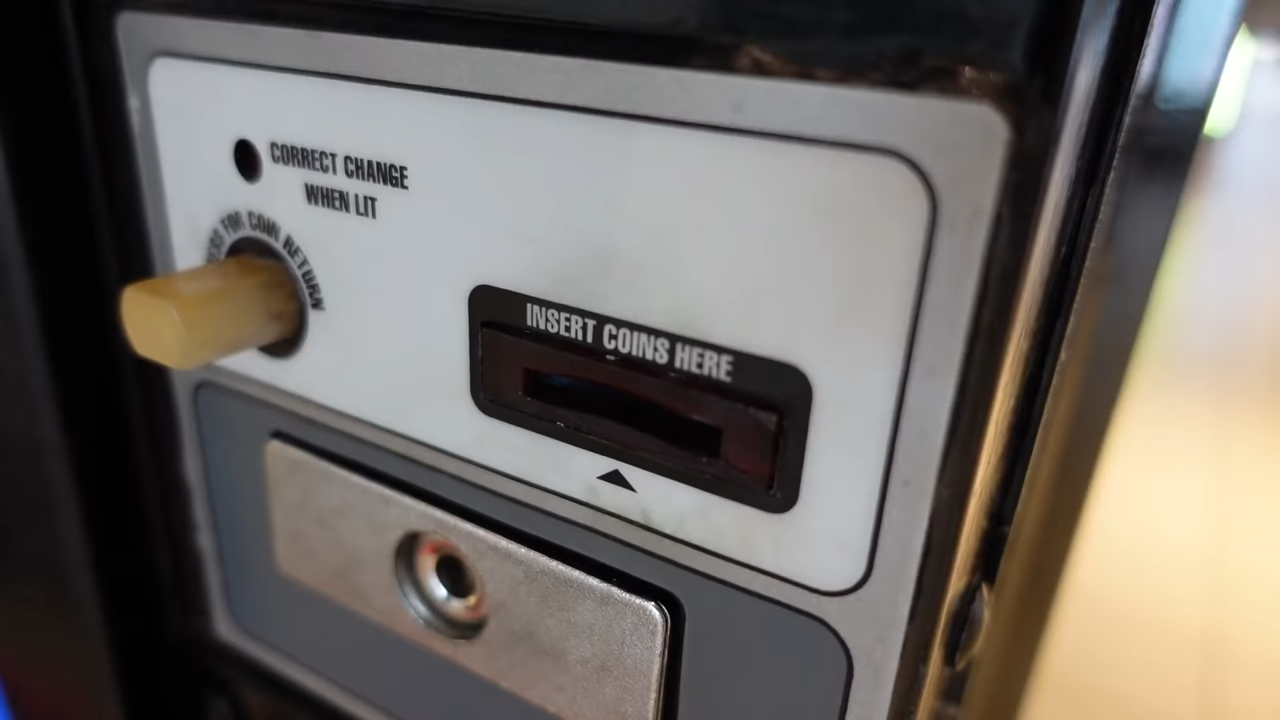 CORRECT CHANGE
WHEN LIT
FOR COIN RETURN
INSERT COINS HERE